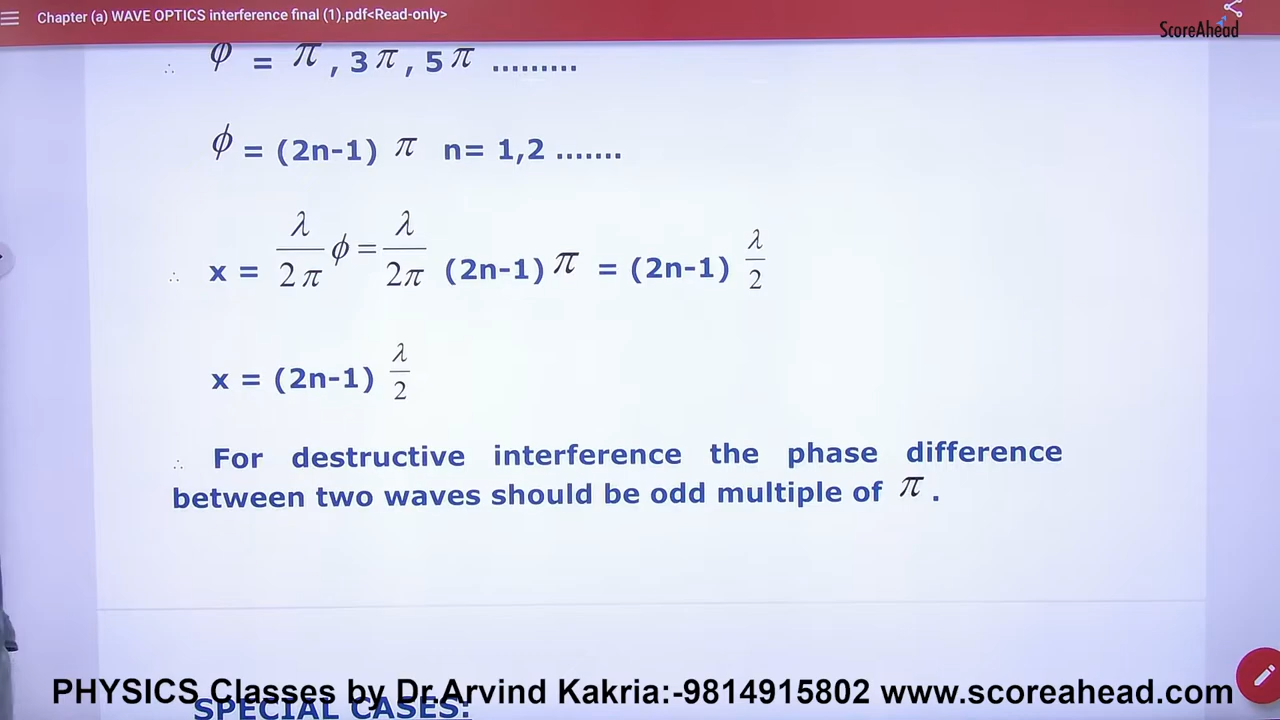 Chapter (a) WAVE OPTICS interference final (1).pdf<Read-only>
ScoreAhead
∴ φ = π , 3 π , 5 π .........
ϕ = (2n-1) π n= 1,2 .......
∴ x = λ/2π ϕ = λ/2π (2n-1) π = (2n-1) λ/2
x = (2n-1) λ/2
∴ For destructive interference the phase difference
between two waves should be odd multiple of π .
PHYSICS Classes by Dr.Arvind Kakria:-9814915802 www.scoreahead.com
SPECIAL CASES: